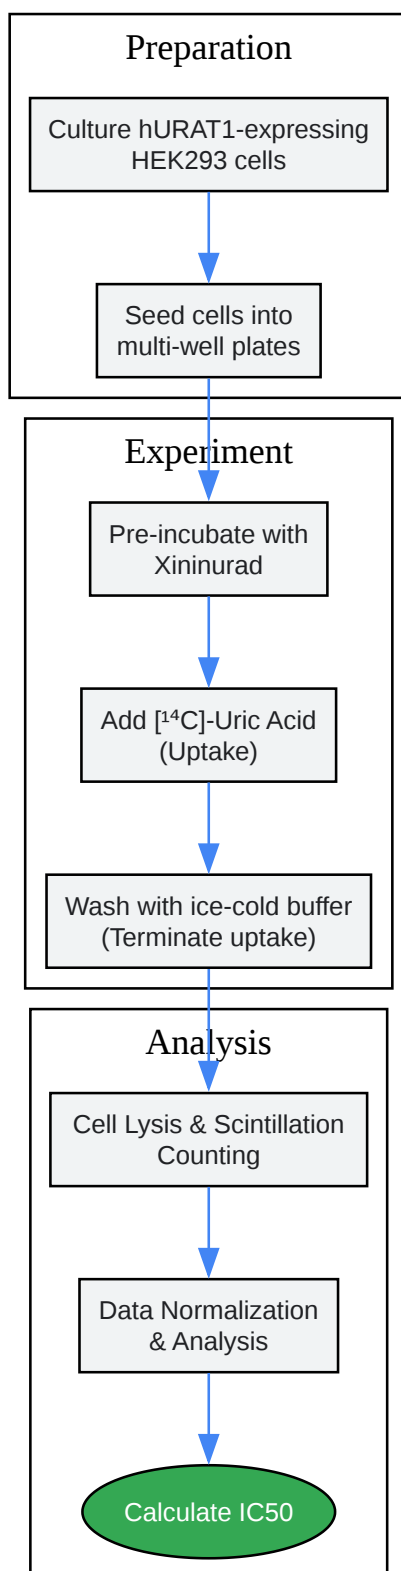 Preparation
Culture hURAT1-expressing
HEK293 cells
Seed cells into
multi-well plates
Experiment
Pre-incubate with
Xininurad
Add [¹⁴C]-Uric Acid
(Uptake)
Wash with ice-cold buffer
(Terminate uptake)
Analysis
Cell Lysis & Scintillation
Counting
Data Normalization
& Analysis
Calculate IC50